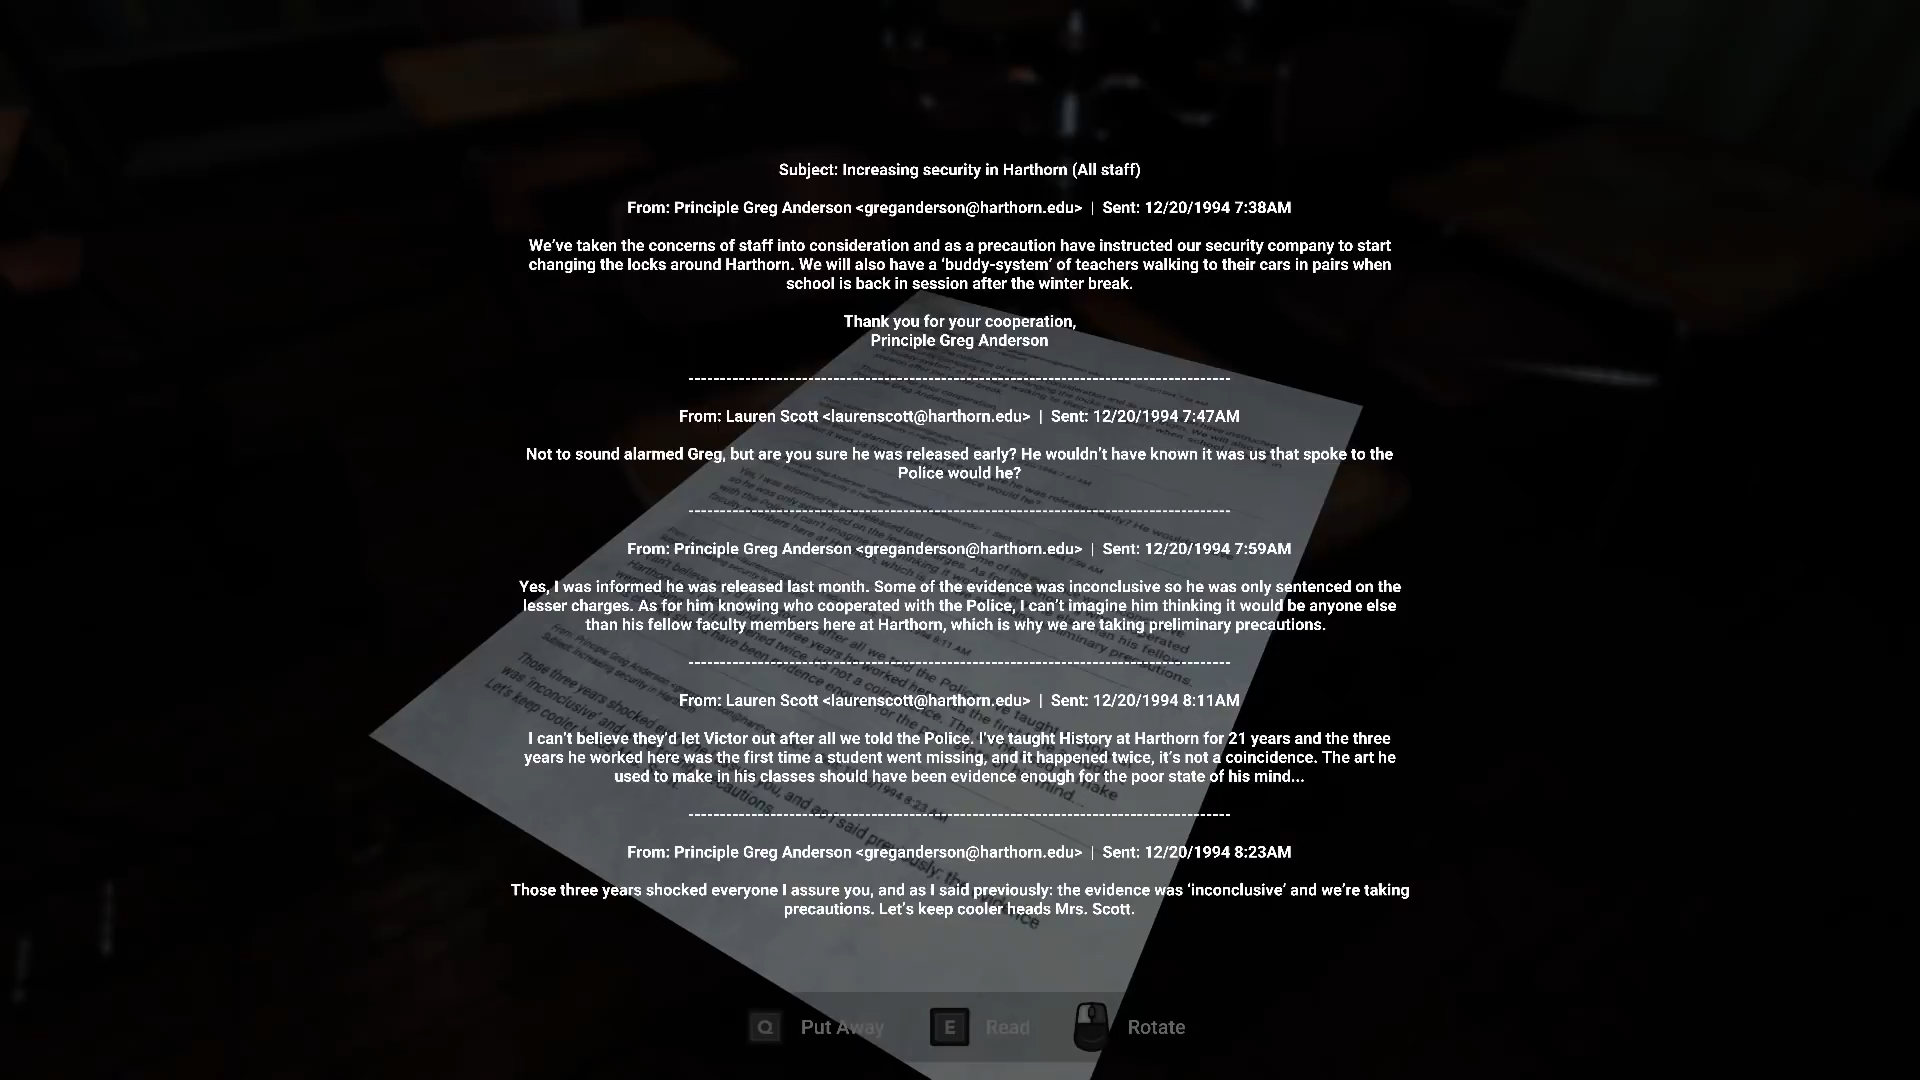 Subject: Increasing security in Harthorn (All staff)
From: Principle Greg Anderson <greganderson@harthorn.edu> | Sent: 12/20/1994 7:38AM
We've taken the concerns of staff into consideration and as a precaution have instructed our security company to start
changing the locks around Harthorn. We will also have a ‘buddy-system’ of teachers walking to their cars in pairs when
school is back in session after the winter break.
Thank you for your cooperation,
Principle Greg Anderson
--------------------------------------------------------------------------------------
From: Lauren Scott <laurenscott@harthorn.edu> | Sent: 12/20/1994 7:47AM
Not to sound alarmed Greg, but are you sure he was released early? He wouldn’t have known it was us that spoke to the
Police would he?
--------------------------------------------------------------------------------------
From: Principle Greg Anderson <greganderson@harthorn.edu> | Sent: 12/20/1994 7:59AM
Yes, I was informed he was released last month. Some of the evidence was inconclusive so he was only sentenced on the
lesser charges. As for him knowing who cooperated with the Police, I can’t imagine him thinking it would be anyone else
than his fellow faculty members here at Harthorn, which is why we are taking preliminary precautions.
--------------------------------------------------------------------------------------
From: Lauren Scott <laurenscott@harthorn.edu> | Sent: 12/20/1994 8:11AM
I can’t believe they’d let Victor out after all we told the Police. I’ve taught History at Harthorn for 21 years and the three
years he worked here was the first time a student went missing, and it happened twice, it’s not a coincidence. The art he
used to make in his classes should have been evidence enough for the poor state of his mind...
--------------------------------------------------------------------------------------
From: Principle Greg Anderson <greganderson@harthorn.edu> | Sent: 12/20/1994 8:23AM
Those three years shocked everyone I assure you, and as I said previously: the evidence was ‘inconclusive’ and we’re taking
precautions. Let’s keep cooler heads Mrs. Scott.
Q Put Away E Read Rotate